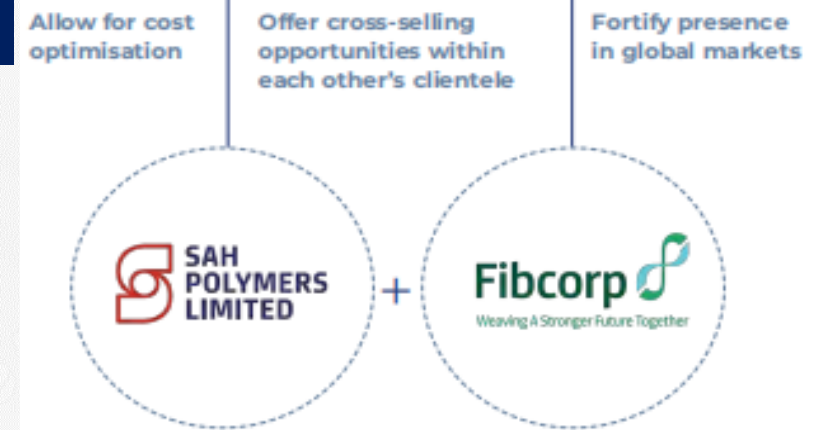 Allow for cost
optimisation
Offer cross-selling
opportunities within
each other's clientele
Fortify presence
in global markets
SAH
POLYMERS
LIMITED
+
Fibcorp
Weaving A Stronger Future Together